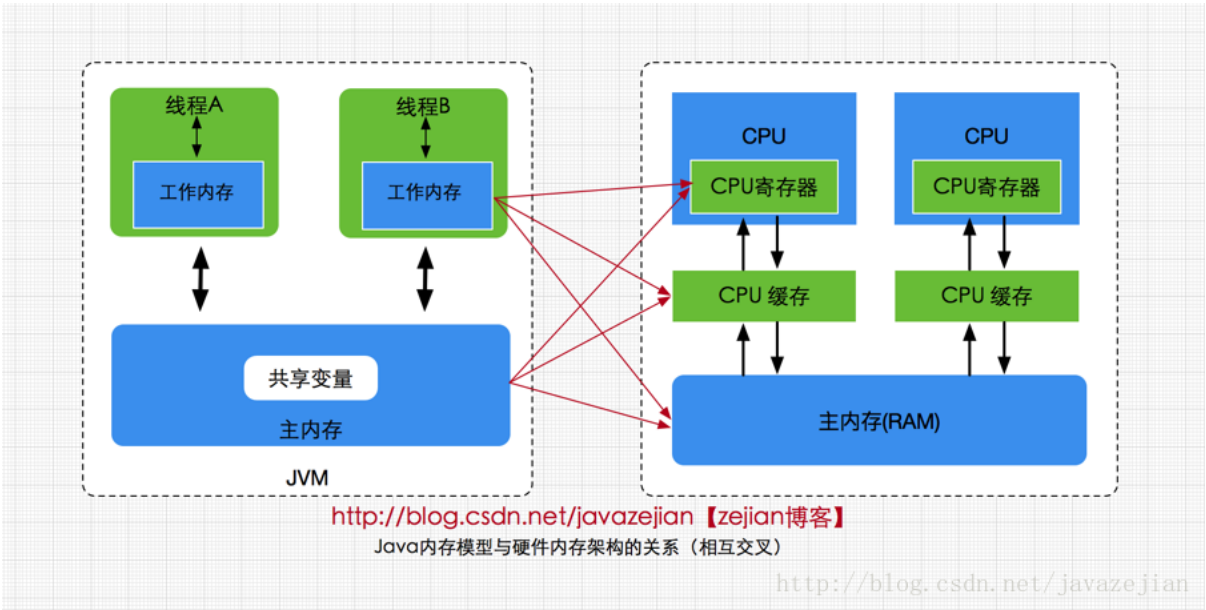 线程A
线程B
工作内存
工作内存
共享变量
主内存
JVM
CPU
CPU
CPU寄存器
CPU寄存器
CPU 缓存
CPU 缓存
主内存(RAM)
http://blog.csdn.net/javazejian【zejian博客】
Java内存模型与硬件内存架构的关系（相互交叉）
http://blog.csdn.net/javazejian